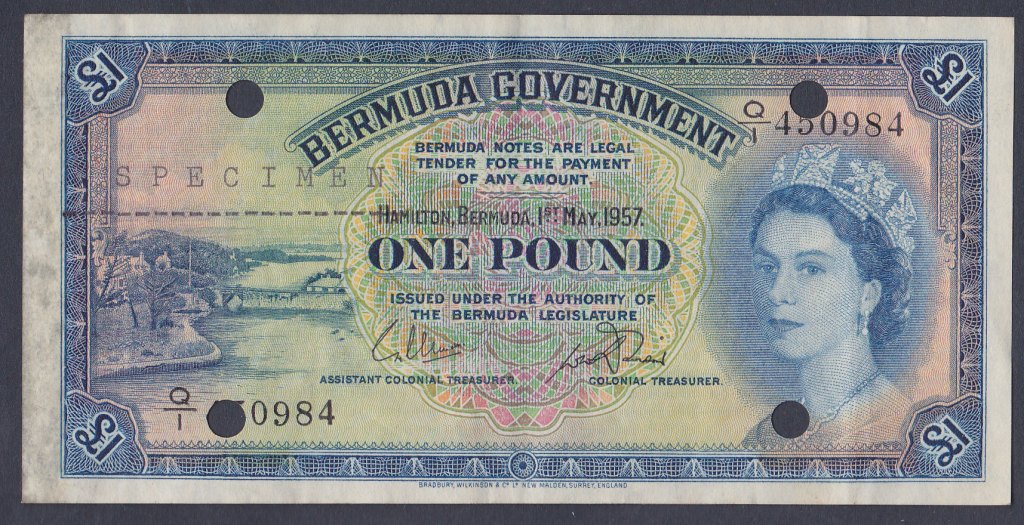 £1
£1
BERMUDA GOVERNMENT
Q/1 430984
BERMUDA NOTES ARE LEGAL
TENDER FOR THE PAYMENT
OF ANY AMOUNT.
SPECIMEN
HAMILTON, BERMUDA, 1ST MAY, 1957.
ONE POUND
ISSUED UNDER THE AUTHORITY OF
THE BERMUDA LEGISLATURE
ASSISTANT COLONIAL TREASURER. COLONIAL TREASURER.
Q/1 0984
£1
£1
BRADBURY, WILKINSON & Co. Ld. NEW MALDEN, SURREY, ENGLAND